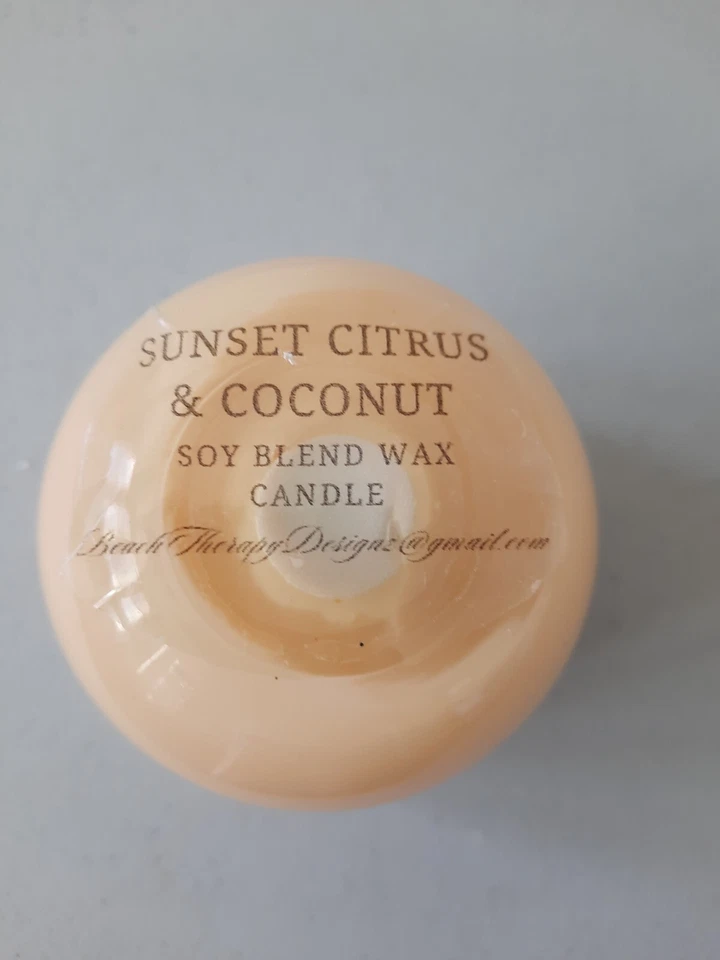 SUNSET CITRUS
& COCONUT
SOY BLEND WAX
CANDLE
BeachTherapyDesignz@gmail.com